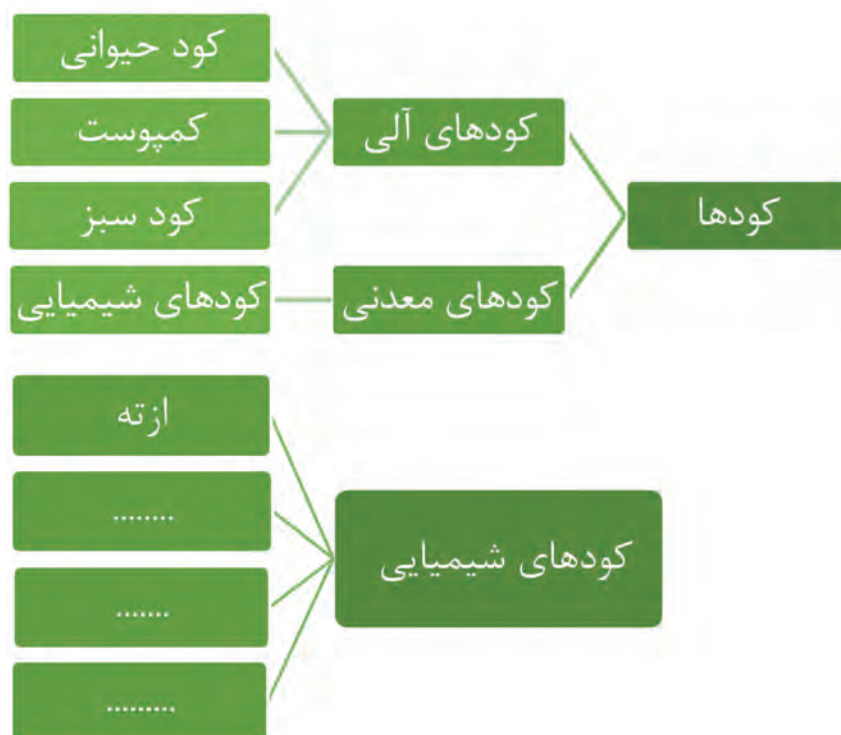 کودها
کودهای آلی
کود حیوانی
کمپوست
کود سبز
کودهای معدنی
کودهای شیمیایی
کودهای شیمیایی
ازته
........
.......
.........